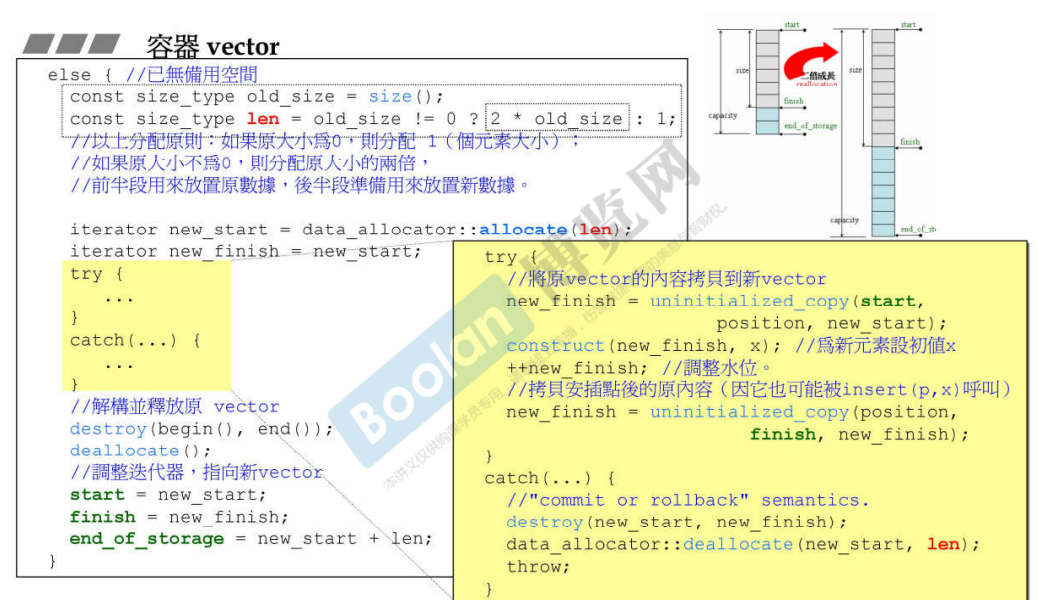 容器 vector
else { //已無備用空間
const size_type old_size = size();
const size_type len = old_size != 0 ? 2 * old_size : 1;
//以上分配原則：如果原大小爲0，則分配 1（個元素大小）；
//如果原大小不爲0，則分配原大小的兩倍，
//前半段用來放置原數據，後半段準備用來放置新數據。
iterator new_start = data_allocator::allocate(len);
iterator new_finish = new_start;
try {
...
}
catch(...) {
...
}
//解構並釋放原 vector
destroy(begin(), end());
deallocate();
//調整迭代器，指向新vector
start = new_start;
finish = new_finish;
end_of_storage = new_start + len;
}
try {
//將原vector的內容拷貝到新vector
new_finish = uninitialized_copy(start,
position, new_start);
construct(new_finish, x); //爲新元素設初值x
++new_finish; //調整水位。
//拷貝安插點後的原內容（因它也可能被insert(p,x)呼叫）
new_finish = uninitialized_copy(position,
finish, new_finish);
}
catch(...) {
//"commit or rollback" semantics.
destroy(new_start, new_finish);
data_allocator::deallocate(new_start, len);
throw;
}
start
size
finish
capacity
end_of_storage
二倍成長
reallocation
start
size
finish
capacity
end_of_st
Boolan 博览网